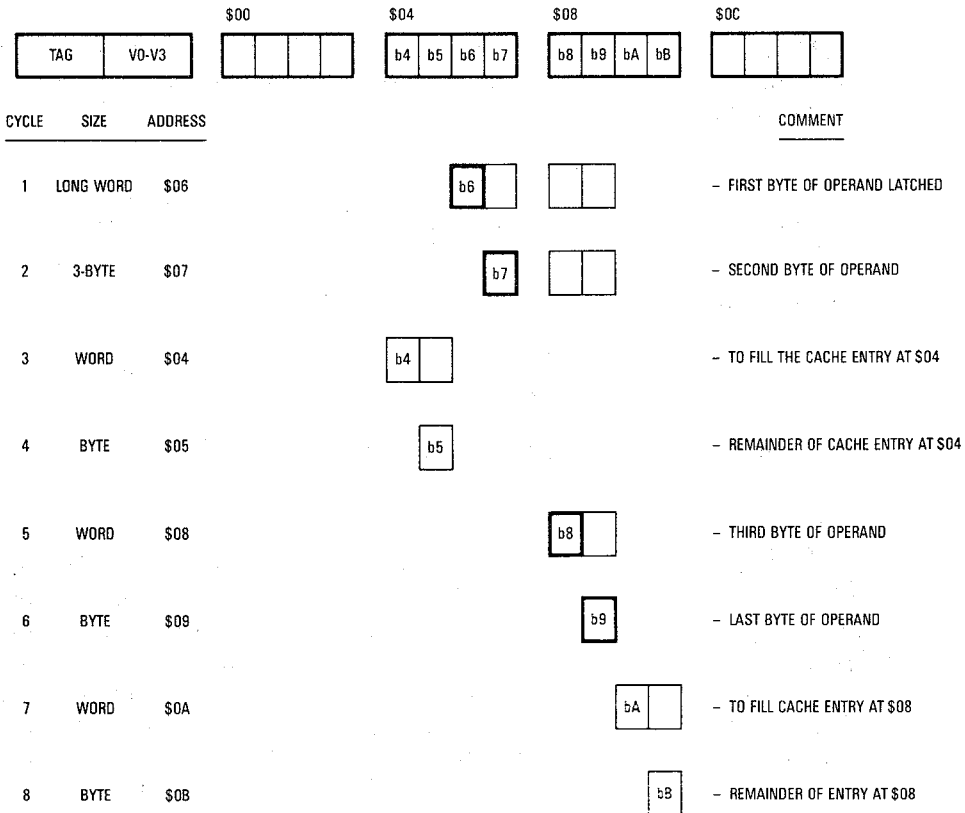 $00 $04 $08 $0C
TAG V0-V3 b4 b5 b6 b7 b8 b9 bA bB
CYCLE SIZE ADDRESS COMMENT
1 LONG WORD $06 b6 – FIRST BYTE OF OPERAND LATCHED
2 3-BYTE $07 b7 – SECOND BYTE OF OPERAND
3 WORD $04 b4 – TO FILL THE CACHE ENTRY AT $04
4 BYTE $05 b5 – REMAINDER OF CACHE ENTRY AT $04
5 WORD $08 b8 – THIRD BYTE OF OPERAND
6 BYTE $09 b9 – LAST BYTE OF OPERAND
7 WORD $0A bA – TO FILL CACHE ENTRY AT $08
8 BYTE $0B bB – REMAINDER OF ENTRY AT $08